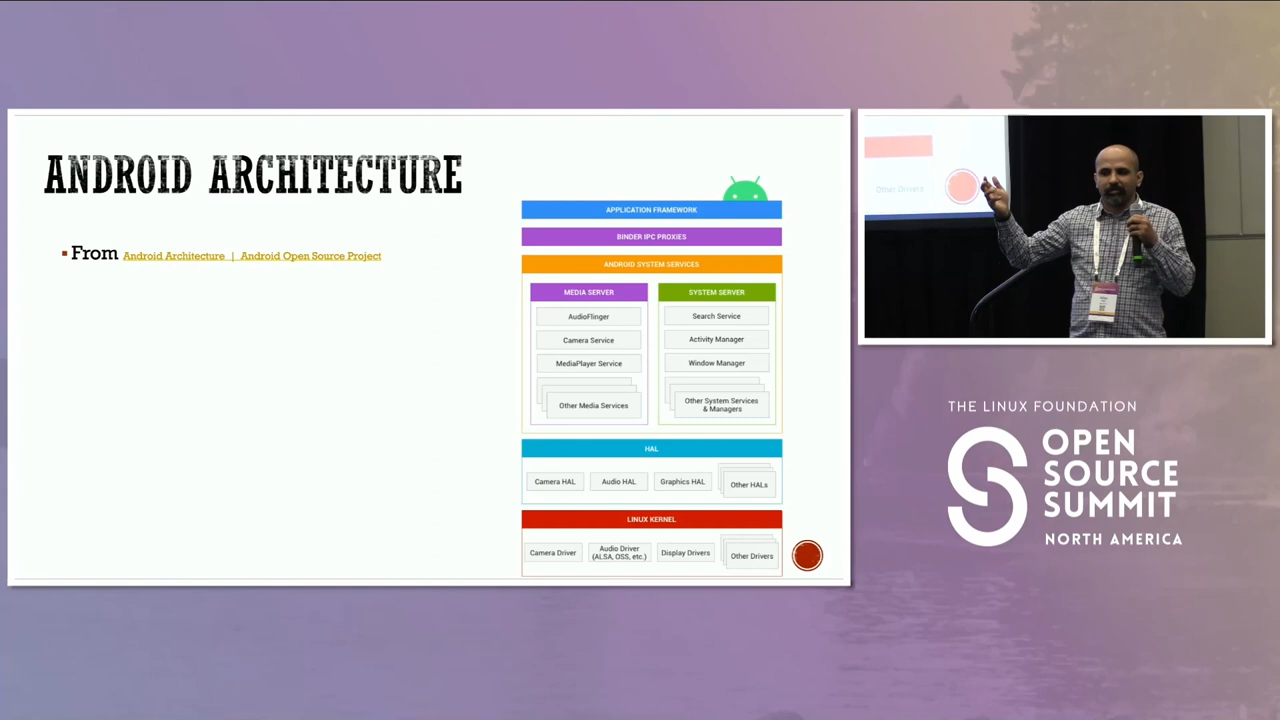 ANDROID ARCHITECTURE
From Android Architecture | Android Open Source Project
APPLICATION FRAMEWORK
BINDER IPC PROXIES
ANDROID SYSTEM SERVICES
MEDIA SERVER
AudioFlinger
Camera Service
MediaPlayer Service
Other Media Services
SYSTEM SERVER
Search Service
Activity Manager
Window Manager
Other System Services
& Managers
HAL
Camera HAL
Audio HAL
Graphics HAL
Other HALs
LINUX KERNEL
Camera Driver
Audio Driver
(ALSA, OSS, etc.)
Display Drivers
Other Drivers
Other Drivers
THE LINUX FOUNDATION
OPEN
SOURCE
SUMMIT
NORTH AMERICA